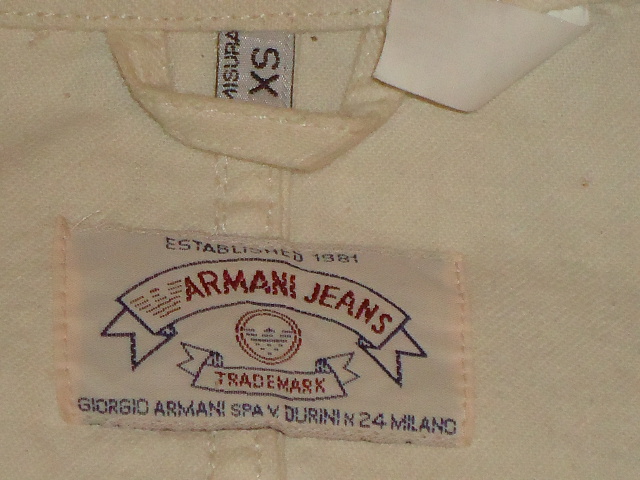 MISURA
XS
ESTABLISHED 1981
ARMANI JEANS
TRADEMARK
GIORGIO ARMANI SPA V. DURINI N 24 MILANO